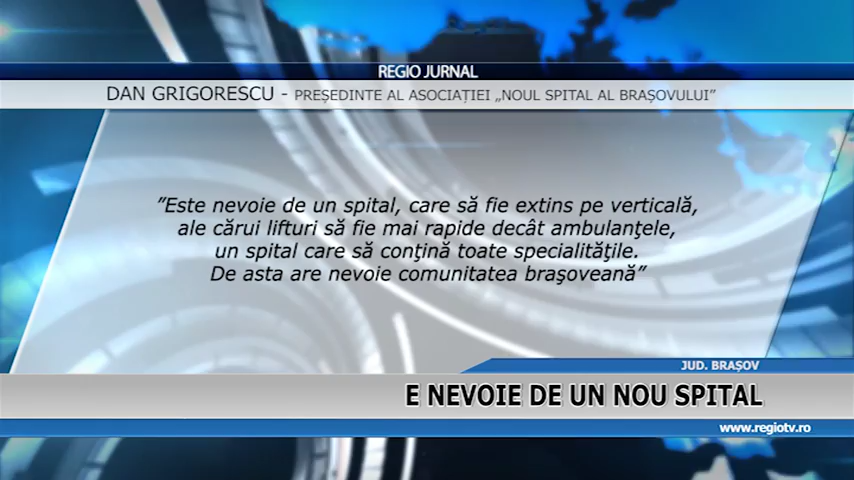 REGIO JURNAL
DAN GRIGORESCU - PREȘEDINTE AL ASOCIAȚIEI „NOUL SPITAL AL BRAȘOVULUI”
”Este nevoie de un spital, care să fie extins pe verticală,
ale cărui lifturi să fie mai rapide decât ambulanţele,
un spital care să conţină toate specialităţile.
De asta are nevoie comunitatea braşoveană”
JUD. BRAȘOV
E NEVOIE DE UN NOU SPITAL
www.regiotv.ro